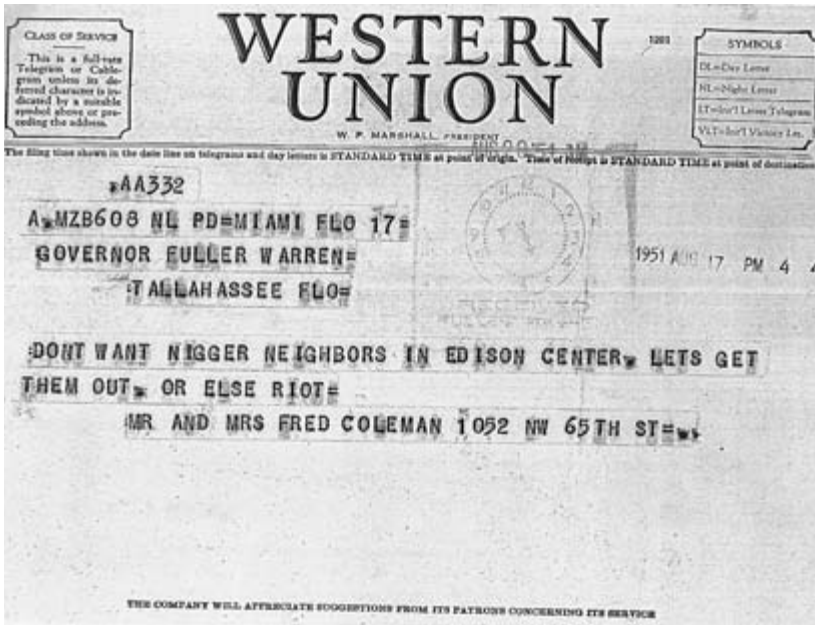 CLASS OF SERVICE
This is a full-rate
Telegram or Cable-
gram unless its de-
ferred character is in-
dicated by a suitable
symbol above or pre-
ceding the address.
WESTERN
UNION
W. P. MARSHALL, PRESIDENT
1201
SYMBOLS
DL=Day Letter
NL=Night Letter
LT=Int'l Letter Telegram
VLT=Int'l Victory Ltr.
The filing time shown in the date line on telegrams and day letters is STANDARD TIME at point of origin. Time of receipt is STANDARD TIME at point of destination
AA332
A MZB608 NL PD=MIAMI FLO 17=
GOVERNOR FULLER WARREN=
TALLAHASSEE FLO=
1951 AUG 17 PM 4
:DONT WANT NIGGER NEIGHBORS IN EDISON CENTER, LETS GET
THEM OUT, OR ELSE RIOT=
:MR AND MRS FRED COLEMAN 1052 NW 65TH ST=
THE COMPANY WILL APPRECIATE SUGGESTIONS FROM ITS PATRONS CONCERNING ITS SERVICE